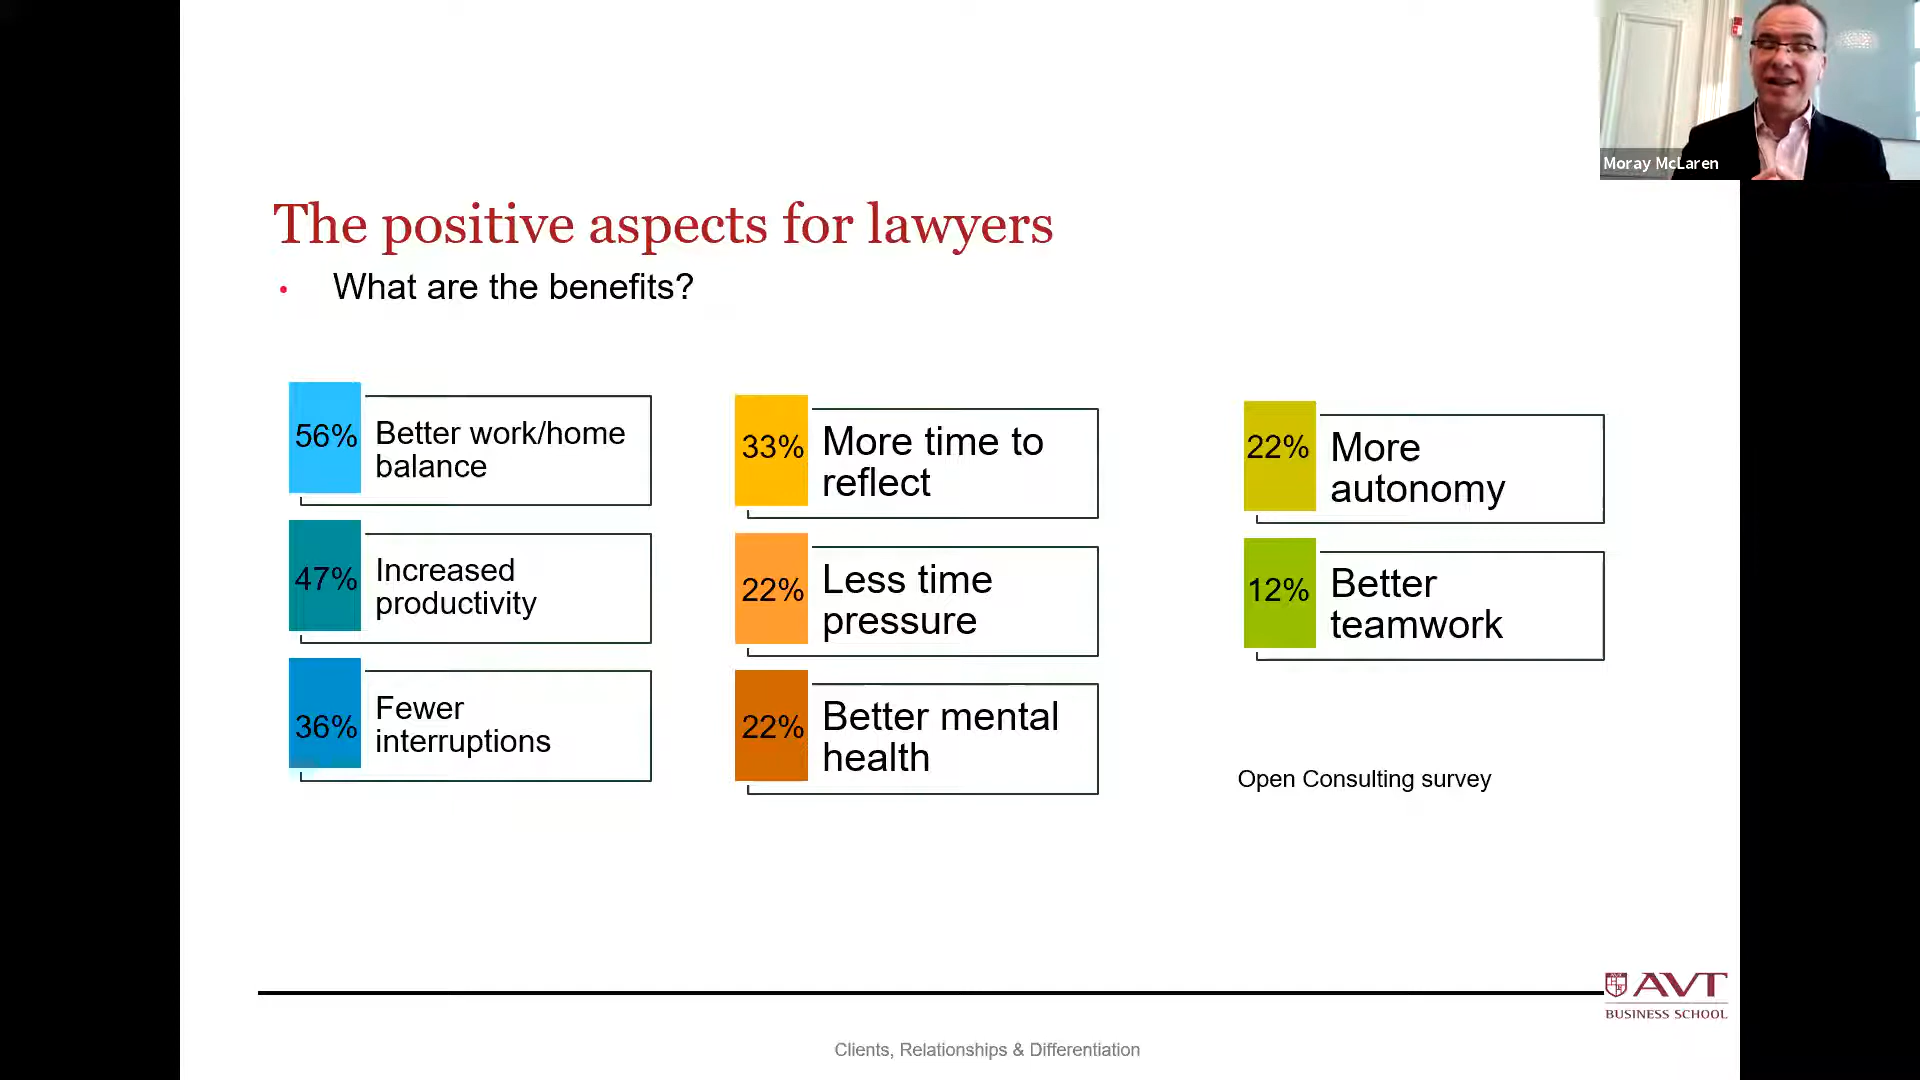 Moray McLaren
The positive aspects for lawyers
• What are the benefits?
56% Better work/home
balance
47% Increased
productivity
36% Fewer
interruptions
33% More time to
reflect
22% Less time
pressure
22% Better mental
health
22% More
autonomy
12% Better
teamwork
Open Consulting survey
AVT
BUSINESS SCHOOL
Clients, Relationships & Differentiation